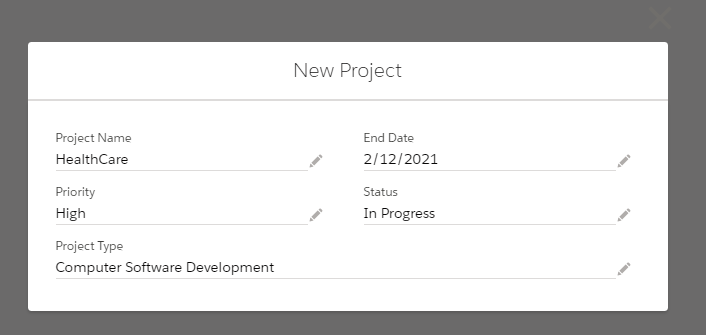 New Project
Project Name
HealthCare
End Date
2/12/2021
Priority
High
Status
In Progress
Project Type
Computer Software Development